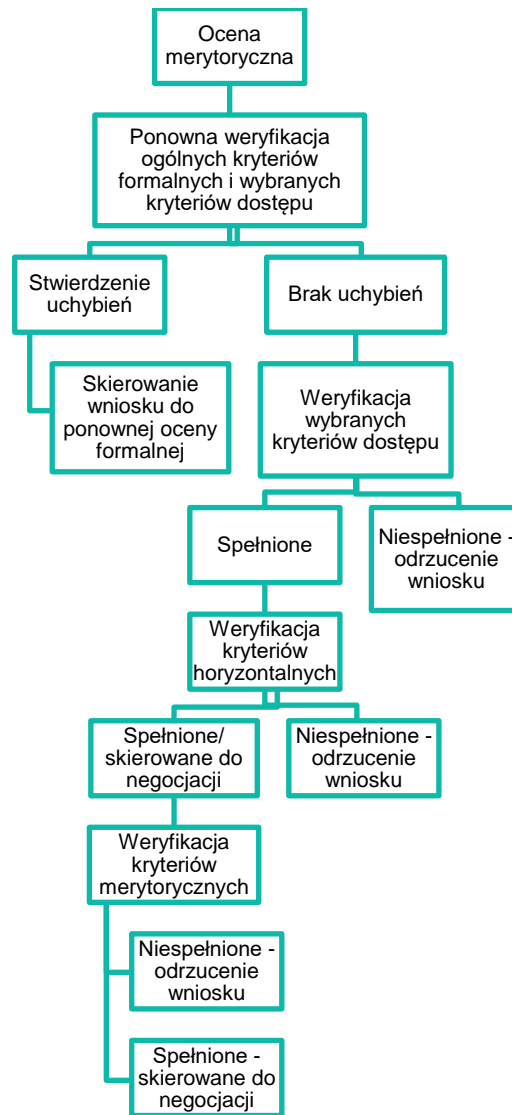 Ocena
merytoryczna
Ponowna weryfikacja
ogólnych kryteriów
formalnych i wybranych
kryteriów dostępu
Stwierdzenie
uchybień
Brak uchybień
Skierowanie
wniosku do
ponownej oceny
formalnej
Weryfikacja
wybranych
kryteriów dostępu
Spełnione
Niespełnione -
odrzucenie
wniosku
Weryfikacja
kryteriów
horyzontalnych
Spełnione/
skierowane do
negocjacji
Niespełnione -
odrzucenie
wniosku
Weryfikacja
kryteriów
merytorycznych
Niespełnione -
odrzucenie
wniosku
Spełnione -
skierowane do
negocjacji